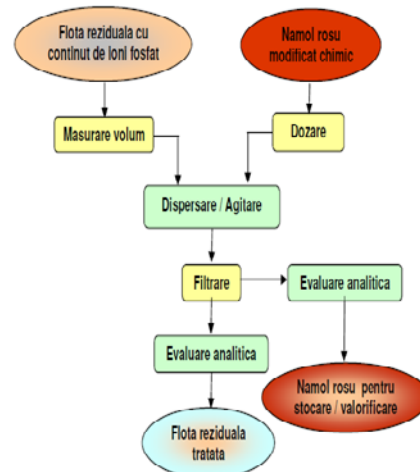 Flota reziduala cu
continut de ioni fosfat
Namol rosu
modificat chimic
Masurare volum
Dozare
Dispersare / Agitare
Filtrare
Evaluare analitica
Evaluare analitica
Namol rosu pentru
stocare / valorificare
Flota reziduala
tratata